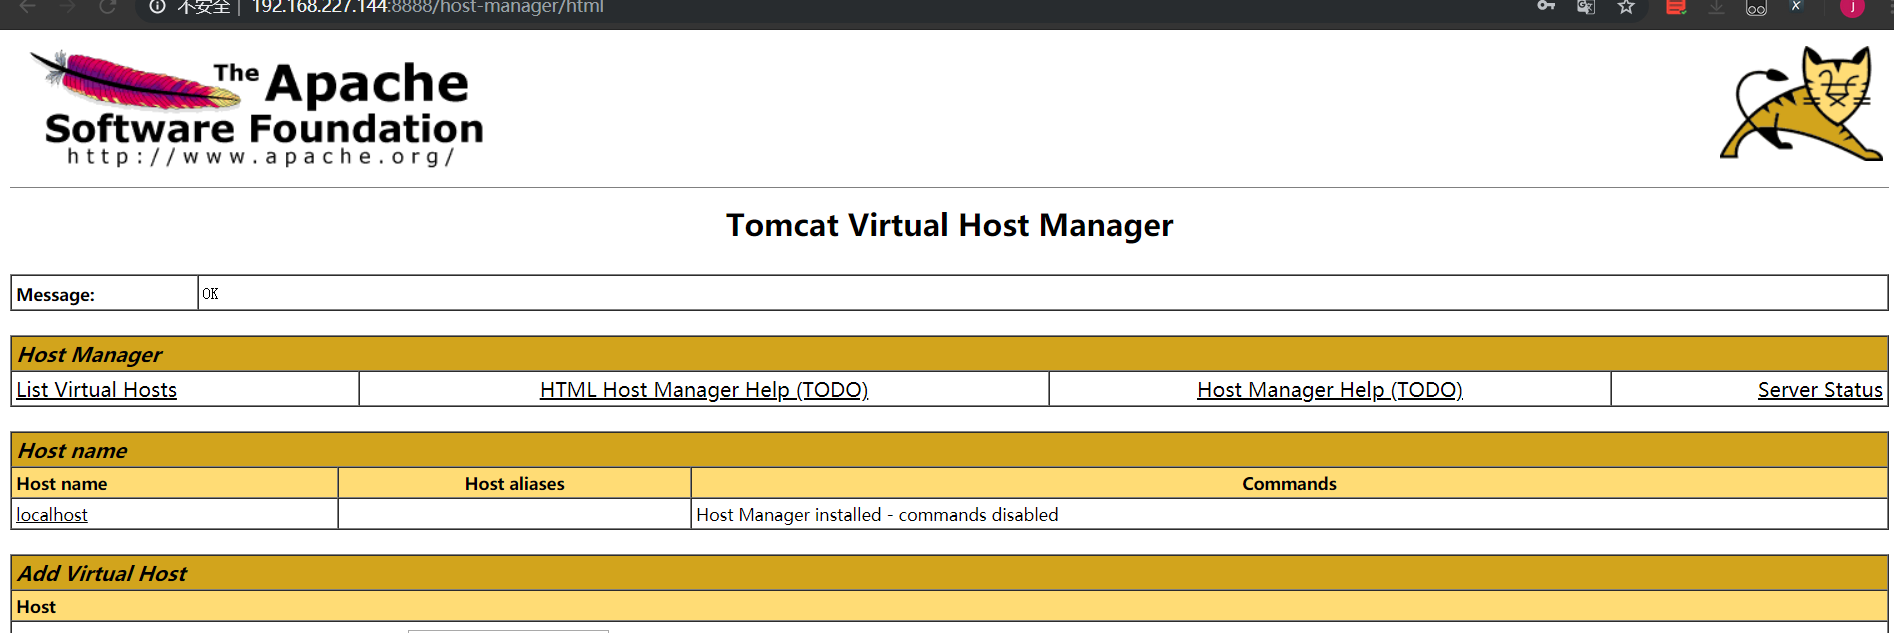 不安全 | 192.168.227.144:8888/host-manager/html
The Apache
Software Foundation
http://www.apache.org/
Tomcat Virtual Host Manager
Message: OK
Host Manager
List Virtual Hosts HTML Host Manager Help (TODO) Host Manager Help (TODO) Server Status
Host name
Host name Host aliases Commands
localhost Host Manager installed - commands disabled
Add Virtual Host
Host